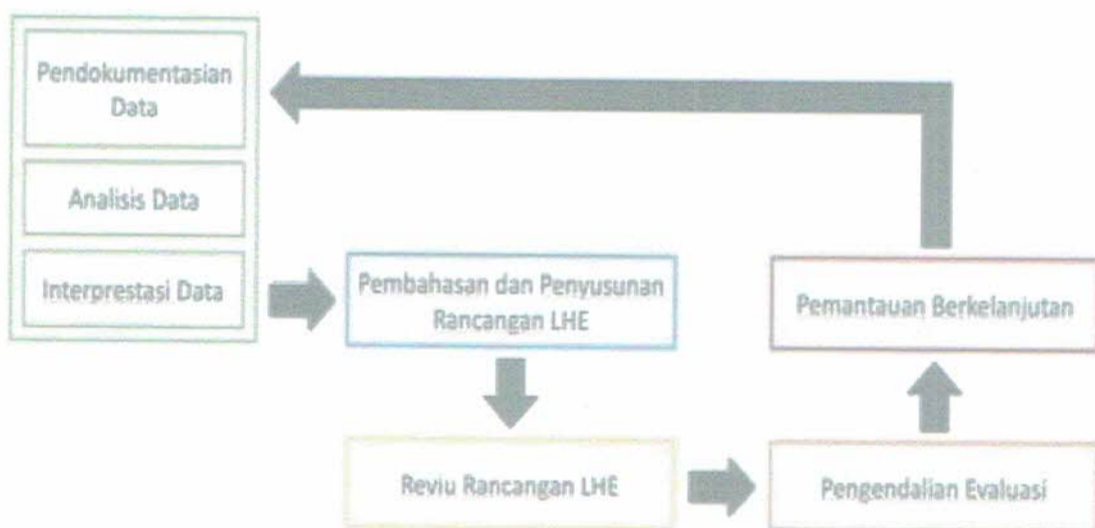 Pendokumentasian
Data
Analisis Data
Interprestasi Data
Pembahasan dan Penyusunan
Rancangan LHE
Pemantauan Berkelanjutan
Reviu Rancangan LHE
Pengendalian Evaluasi